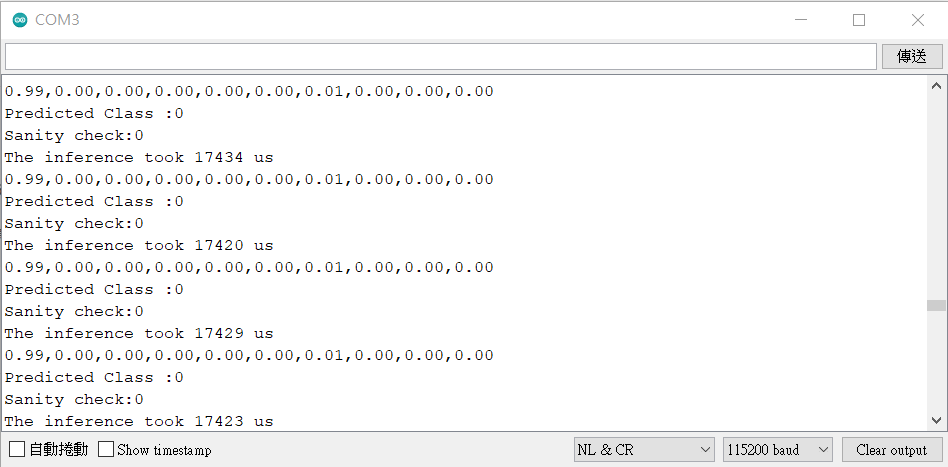 COM3
傳送
0.99,0.00,0.00,0.00,0.00,0.00,0.01,0.00,0.00,0.00
Predicted Class :0
Sanity check:0
The inference took 17434 us
0.99,0.00,0.00,0.00,0.00,0.00,0.01,0.00,0.00,0.00
Predicted Class :0
Sanity check:0
The inference took 17420 us
0.99,0.00,0.00,0.00,0.00,0.00,0.01,0.00,0.00,0.00
Predicted Class :0
Sanity check:0
The inference took 17429 us
0.99,0.00,0.00,0.00,0.00,0.00,0.01,0.00,0.00,0.00
Predicted Class :0
Sanity check:0
The inference took 17423 us
自動捲動 Show timestamp NL & CR 115200 baud Clear output